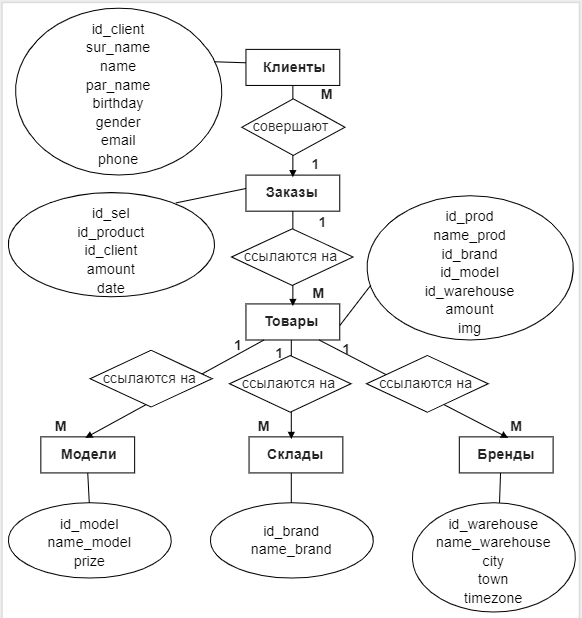 id_client
sur_name
name
par_name
birthday
gender
email
phone
Клиенты
M
совершают
1
Заказы
id_sel
id_product
id_client
amount
date
1
ссылаются на
M
id_prod
name_prod
id_brand
id_model
id_warehouse
amount
img
Товары
1
1
1
ссылаются на
ссылаются на
ссылаются на
M
M
M
Модели
Склады
Бренды
id_model
name_model
prize
id_brand
name_brand
id_warehouse
name_warehouse
city
town
timezone